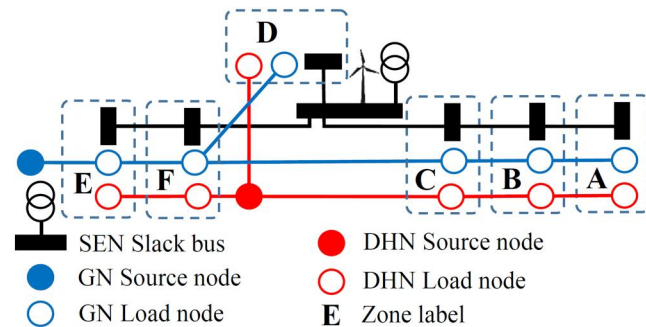 D
E
F
C
B
A
SEN Slack bus
DHN Source node
GN Source node
DHN Load node
GN Load node
E Zone label